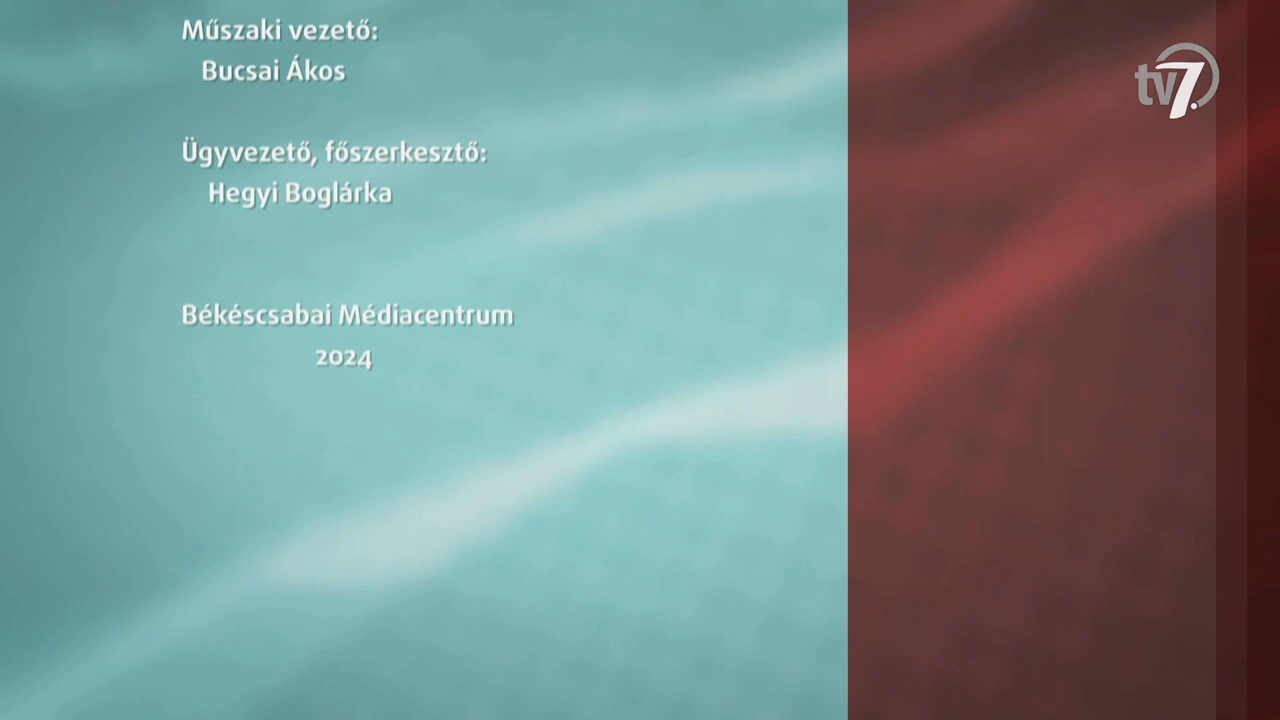 Műszaki vezető:
Bucsai Ákos
Ügyvezető, főszerkesztő:
Hegyi Boglárka
Békéscsabai Médiacentrum
2024
tv7.